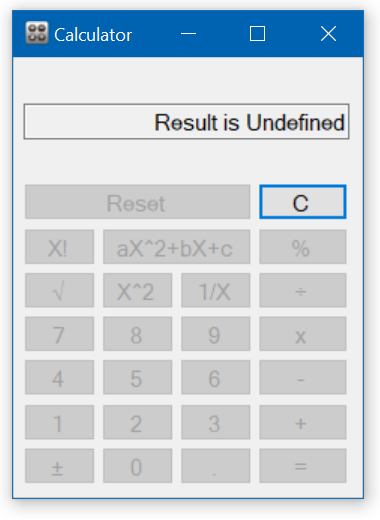 Calculator
Result is Undefined
Reset C
X! aX^2+bX+c %
√ X^2 1/X ÷
7 8 9 x
4 5 6 -
1 2 3 +
± 0 . =